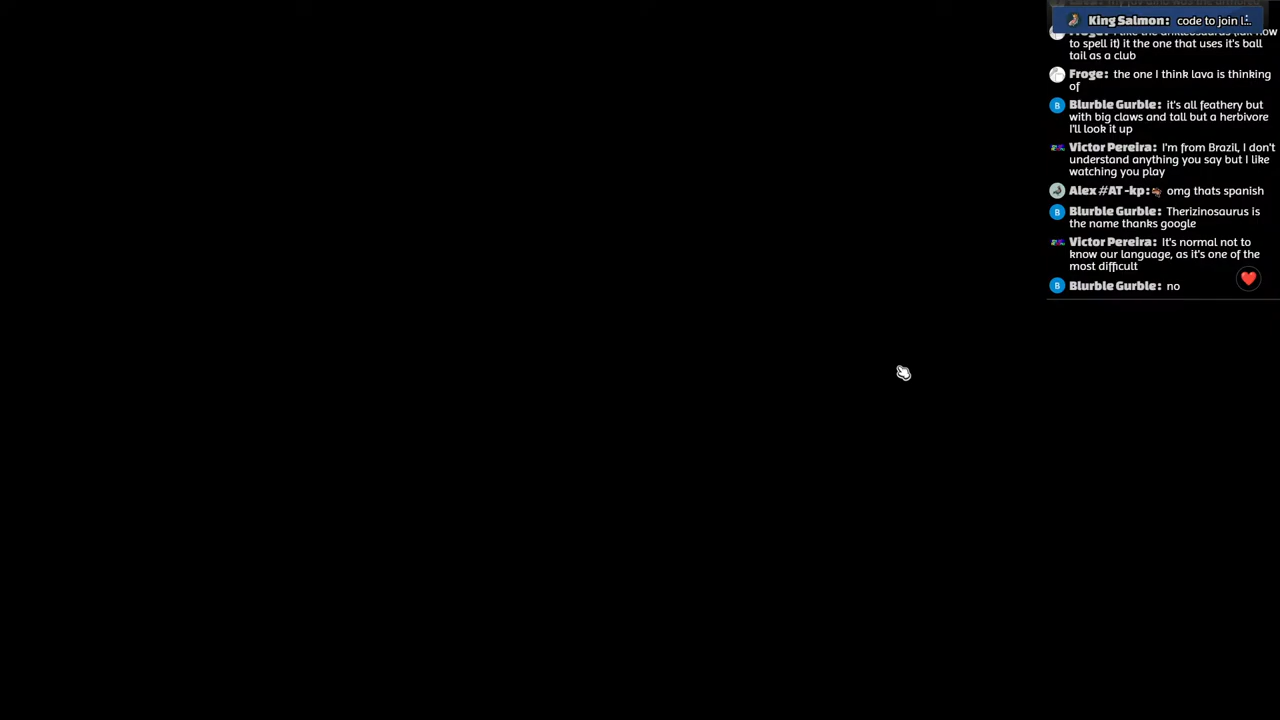 King Salmon: code to join l...
to spell it) it the one that uses it's ball
tail as a club
Froge: the one I think lava is thinking
of
Blurble Gurble: it's all feathery but
with big claws and tall but a herbivore
I'll look it up
Victor Pereira: I'm from Brazil, I don't
understand anything you say but I like
watching you play
Alex #AT -kp: omg thats spanish
Blurble Gurble: Therizinosaurus is
the name thanks google
Victor Pereira: It's normal not to
know our language, as it's one of the
most difficult
Blurble Gurble: no